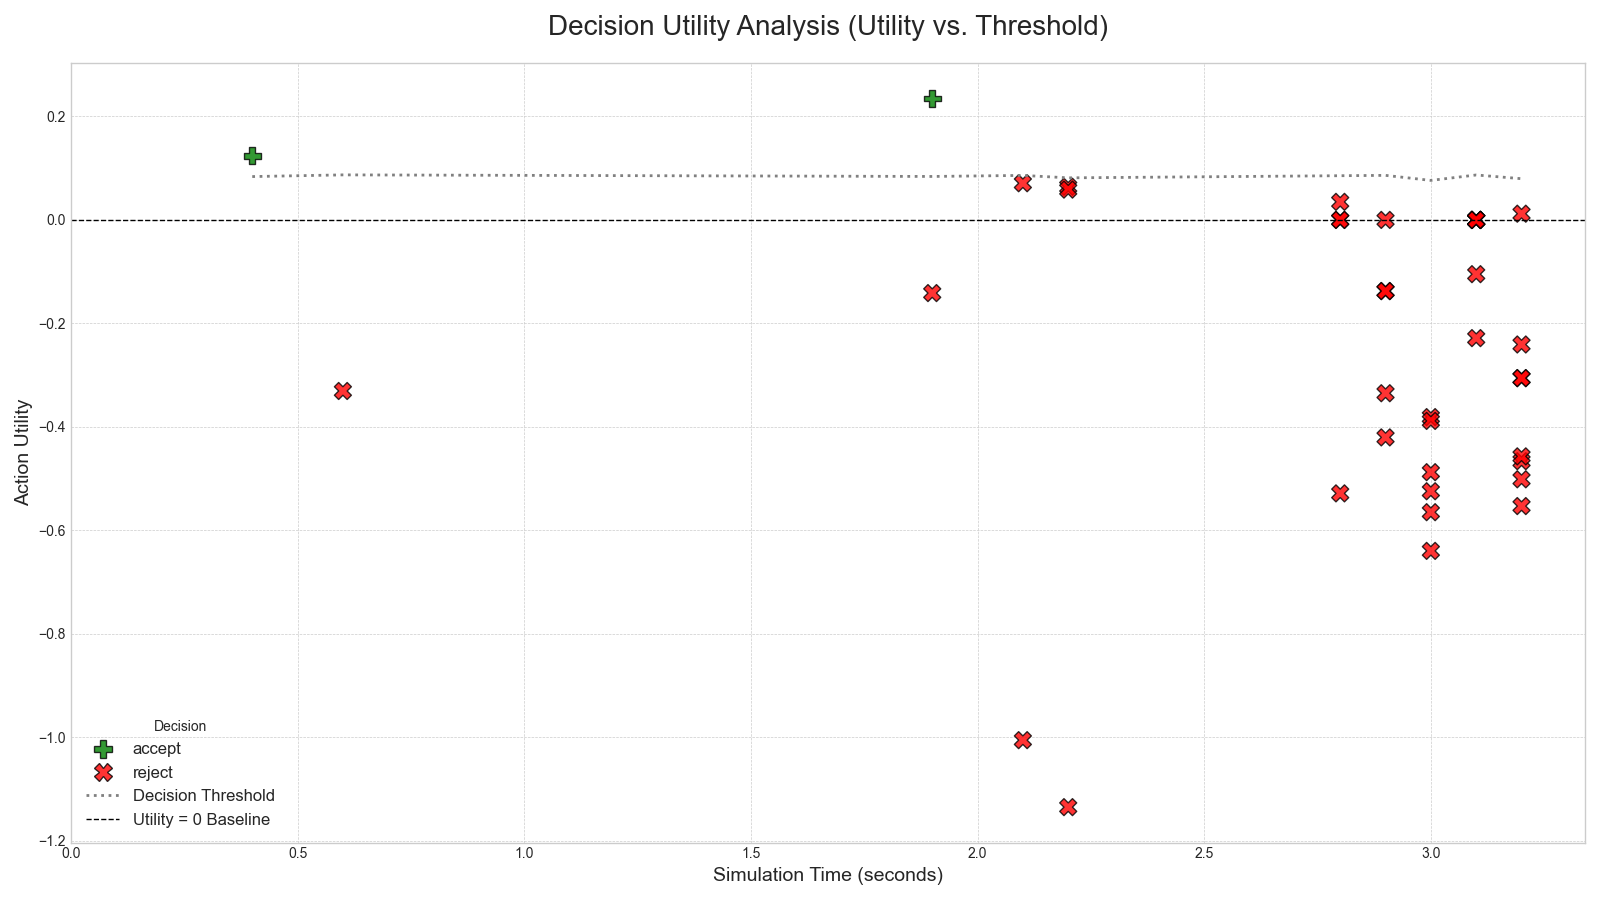 Decision Utility Analysis (Utility vs. Threshold)
0.2
0.0
−0.2
−0.4
−0.6
−0.8
−1.0
−1.2
Action Utility
Decision
accept
reject
Decision Threshold
Utility = 0 Baseline
0.0 0.5 1.0 1.5 2.0 2.5 3.0
Simulation Time (seconds)